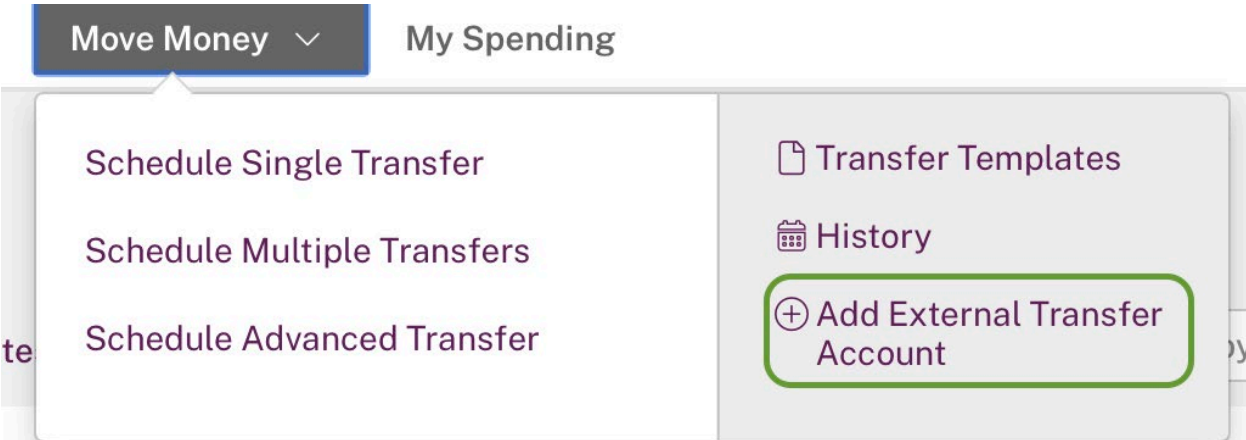 Move Money
My Spending
Schedule Single Transfer
Schedule Multiple Transfers
Schedule Advanced Transfer
Transfer Templates
History
Add External Transfer
Account